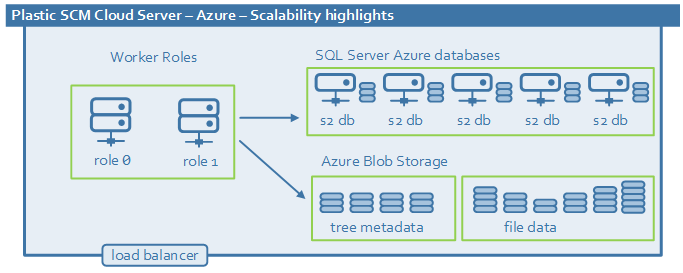 Plastic SCM Cloud Server – Azure – Scalability highlights
Worker Roles
role 0
role 1
SQL Server Azure databases
s2 db
s2 db
s2 db
s2 db
s2 db
Azure Blob Storage
tree metadata
file data
load balancer